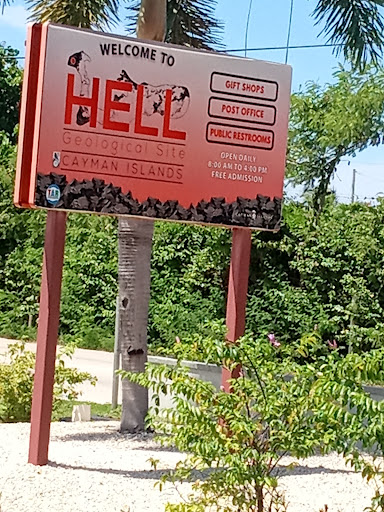 WELCOME TO
HELL
Geological Site
CAYMAN ISLANDS
GIFT SHOPS
POST OFFICE
PUBLIC RESTROOMS
OPEN DAILY
8:00 AM TO 4:00 PM
FREE ADMISSION